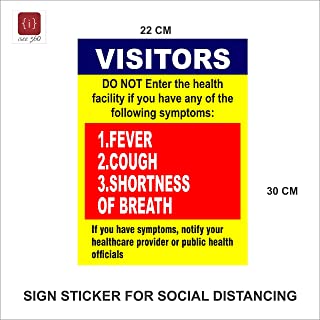 {i}
isee 360
22 CM
VISITORS
DO NOT Enter the health
facility if you have any of the
following symptoms:
1.FEVER
2.COUGH
3.SHORTNESS
OF BREATH
30 CM
If you have symptoms, notify your
healthcare provider or public health
officials
SIGN STICKER FOR SOCIAL DISTANCING